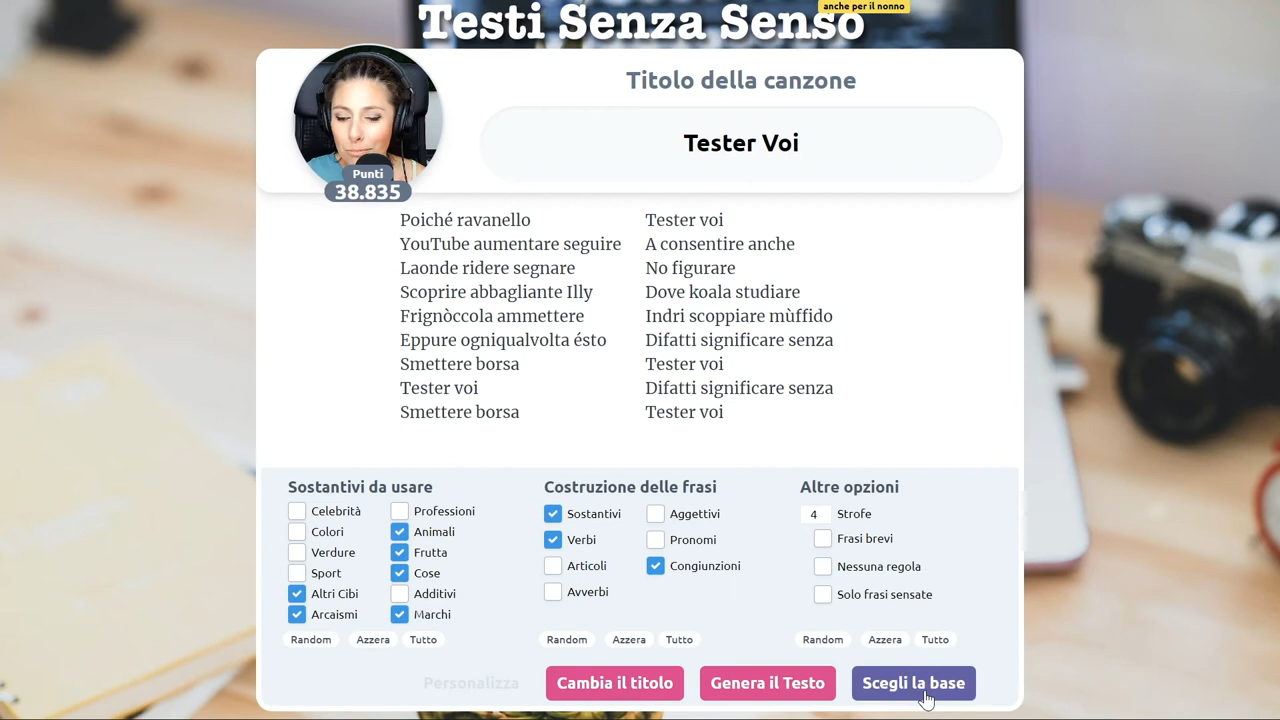 anche per il nonno
Testi Senza Senso
Titolo della canzone
Tester Voi
Punti
38.835
Poiché ravanello
YouTube aumentare seguire
Laonde ridere segnare
Scoprire abbagliante Illy
Frignòccola ammettere
Eppure ogniqualvolta ésto
Smettere borsa
Tester voi
Smettere borsa
Tester voi
A consentire anche
No figurare
Dove koala studiare
Indri scoppiare mùffido
Difatti significare senza
Tester voi
Difatti significare senza
Tester voi
Sostantivi da usare
Celebrità
Professioni
Colori
Animali
Verdure
Frutta
Sport
Cose
Altri Cibi
Additivi
Arcaismi
Marchi
Random
Azzera
Tutto
Costruzione delle frasi
Sostantivi
Aggettivi
Verbi
Pronomi
Articoli
Congiunzioni
Avverbi
Random
Azzera
Tutto
Altre opzioni
4 Strofe
Frasi brevi
Nessuna regola
Solo frasi sensate
Random
Azzera
Tutto
Personalizza
Cambia il titolo
Genera il Testo
Scegli la base